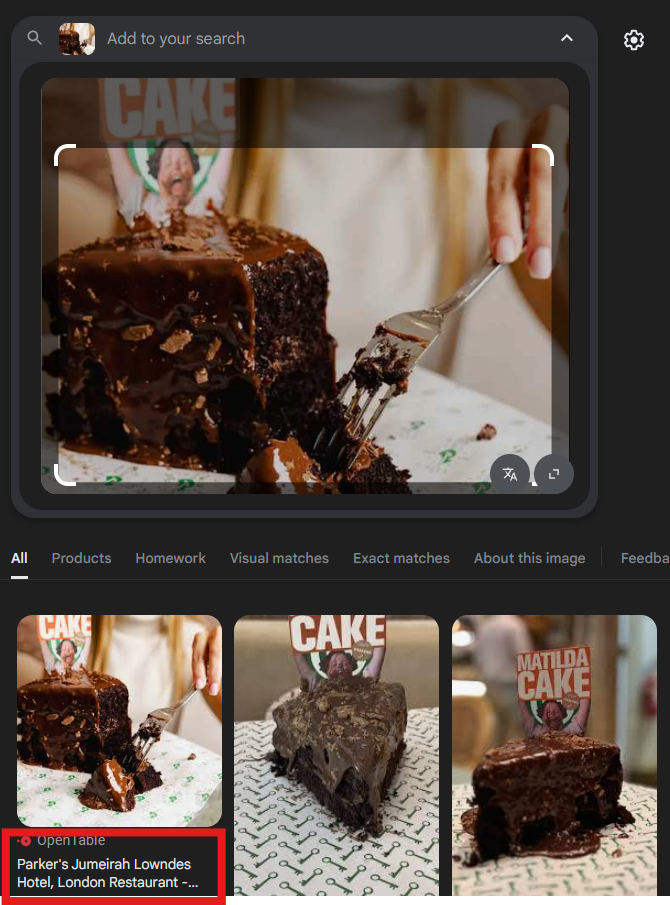 Add to your search
CAKE
All Products Homework Visual matches Exact matches About this image Feedba
CAKE
CAKE
MATILDA
CAKE
OpenTable
Parker's Jumeirah Lowndes
Hotel, London Restaurant -...